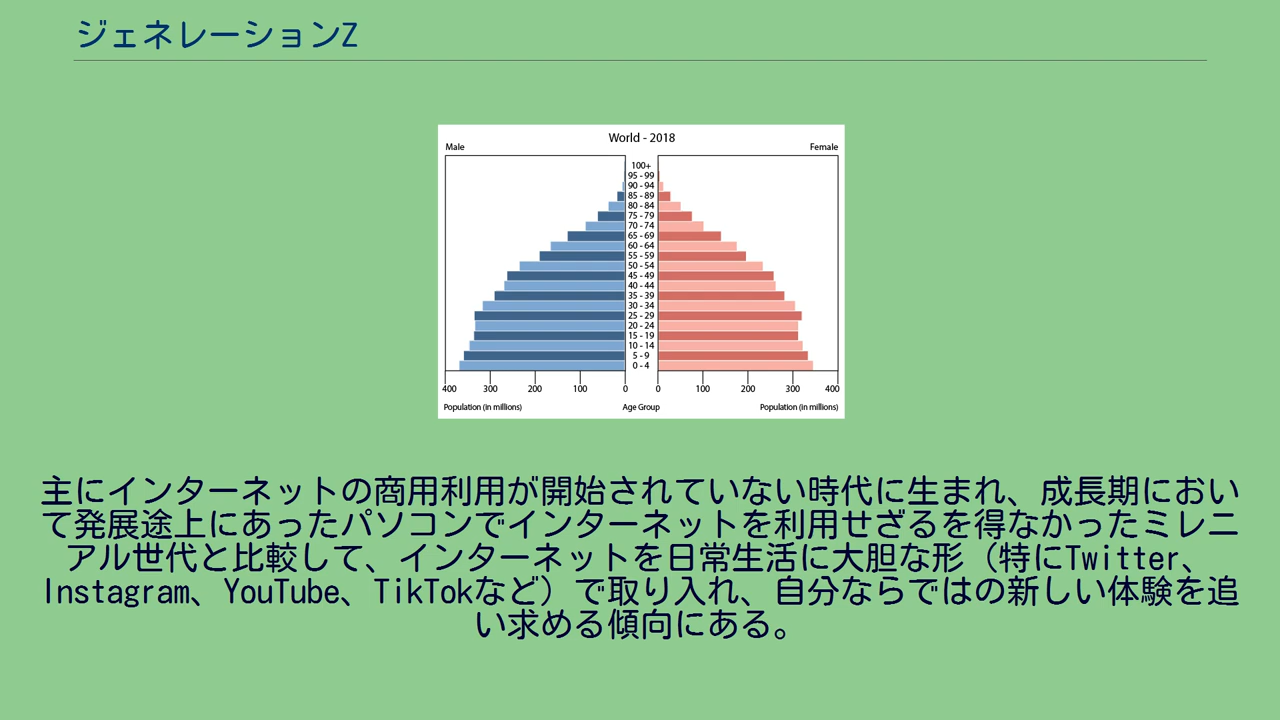 ジェネレーションZ
World - 2018
Male
Female
100+
95 - 99
90 - 94
85 - 89
80 - 84
75 - 79
70 - 74
65 - 69
60 - 64
55 - 59
50 - 54
45 - 49
40 - 44
35 - 39
30 - 34
25 - 29
20 - 24
15 - 19
10 - 14
5 - 9
0 - 4
400 300 200 100 0 0 100 200 300 400
Population (in millions) Age Group Population (in millions)
主にインターネットの商用利用が開始されていない時代に生まれ、成長期におい
て発展途上にあったパソコンでインターネットを利用せざるを得なかったミレニ
アル世代と比較して、インターネットを日常生活に大胆な形（特にTwitter、
Instagram、YouTube、TikTokなど）で取り入れ、自分ならではの新しい体験を追
い求める傾向にある。